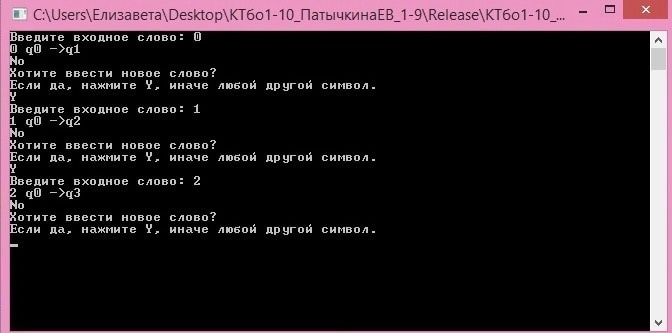 C:\Users\Елизавета\Desktop\КТбо1-10_ПатычкинаЕВ_1-9\Release\КТбо1-10_...
Введите входное слово: 0
0 q0 ->q1
No
Хотите ввести новое слово?
Если да, нажмите Y, иначе любой другой символ.
Y
Введите входное слово: 1
1 q0 ->q2
No
Хотите ввести новое слово?
Если да, нажмите Y, иначе любой другой символ.
Y
Введите входное слово: 2
2 q0 ->q3
No
Хотите ввести новое слово?
Если да, нажмите Y, иначе любой другой символ.